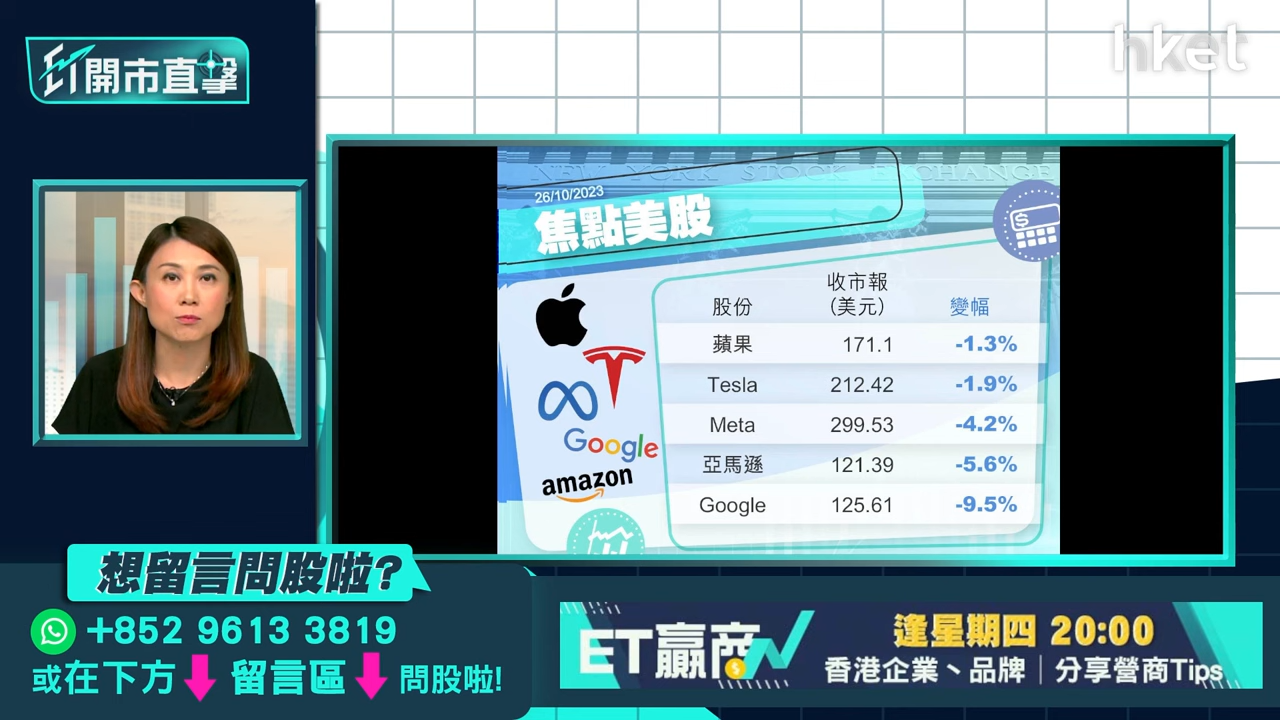 ET開市直擊
hket
NEW YORK STOCK EXCHANGE
26/10/2023
焦點美股
$
股份 收市報 (美元) 變幅
蘋果 171.1 -1.3%
Tesla 212.42 -1.9%
Meta 299.53 -4.2%
亞馬遜 121.39 -5.6%
Google 125.61 -9.5%
Google
amazon
想留言問股啦?
+852 9613 3819
或在下方 留言區 問股啦!
ET贏商
$
逢星期四 20:00
香港企業、品牌|分享營商Tips